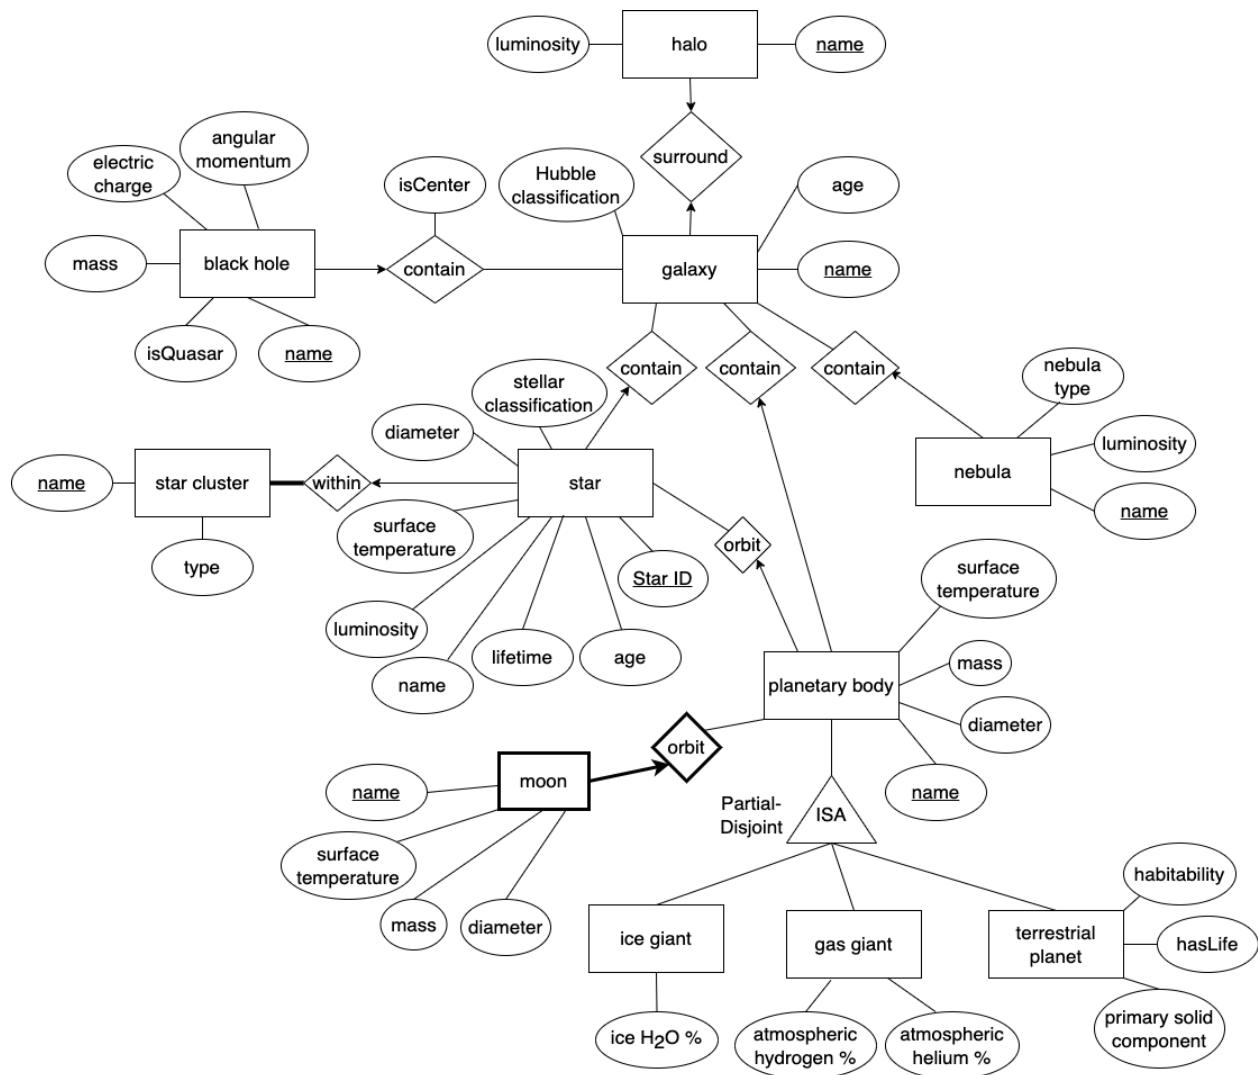 luminosity
halo
name
surround
angular
momentum
electric
charge
isCenter
Hubble
classification
age
mass
black hole
contain
galaxy
name
isQuasar
name
contain
contain
contain
nebula
type
stellar
classification
diameter
luminosity
name
star cluster
within
star
nebula
name
surface
temperature
orbit
type
Star ID
surface
temperature
luminosity
lifetime
age
name
planetary body
mass
diameter
orbit
moon
name
name
Partial-
Disjoint
ISA
surface
temperature
mass
diameter
habitability
ice giant
gas giant
terrestrial
planet
hasLife
ice H₂O %
atmospheric
hydrogen %
atmospheric
helium %
primary solid
component